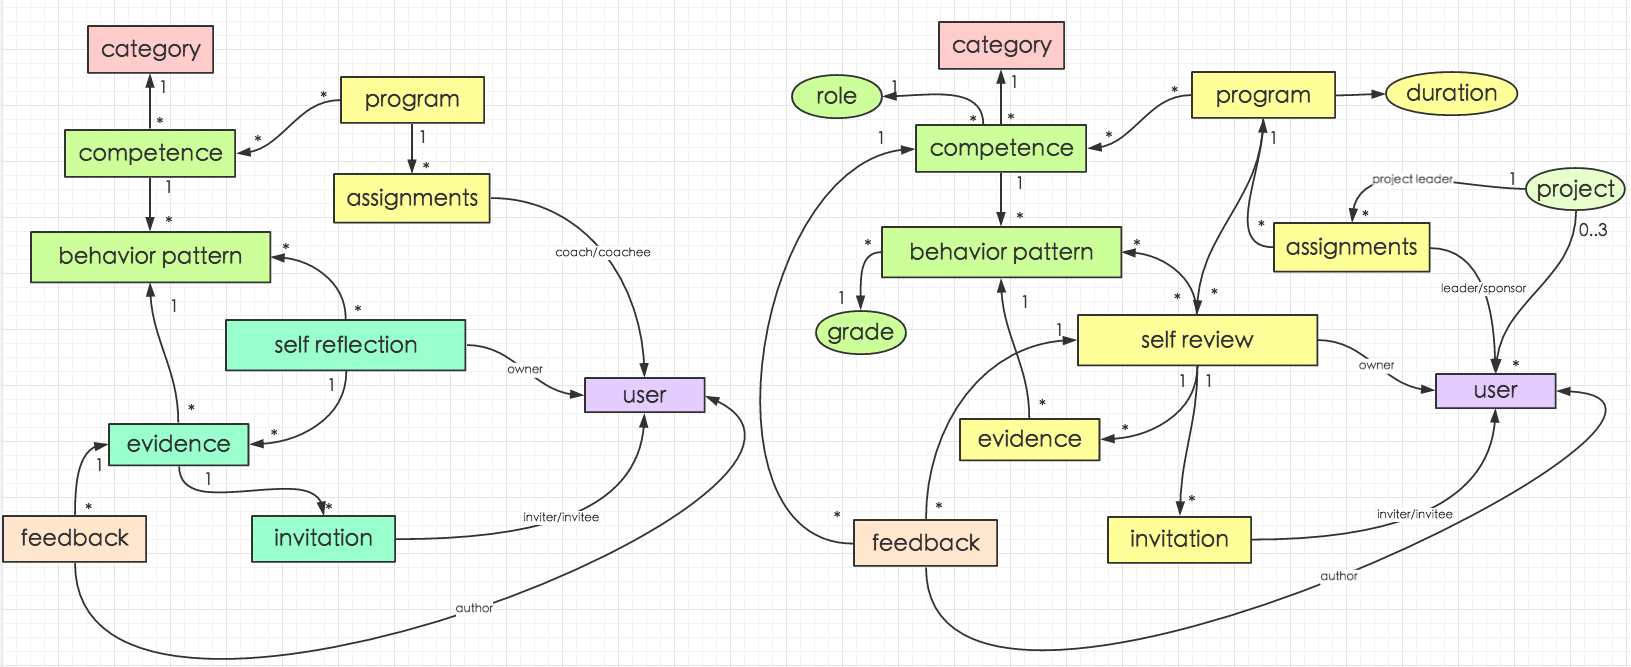 category
1
*
program
*
*
competence
1
*
1
*
assignments
behavior pattern
*
*
1
coach/coachee
self reflection
1
owner
user
*
*
evidence
1
1
*
*
feedback
invitation
inviter/invitee
author
category
1
*
role
1
*
program
*
*
duration
1
competence
1
*
1
project leader
1
project
*
*
assignments
0..3
behavior pattern
*
*
*
*
leader/sponsor
1
grade
1
1
self review
owner
*
user
1
1
*
*
evidence
*
*
*
feedback
invitation
inviter/invitee
author